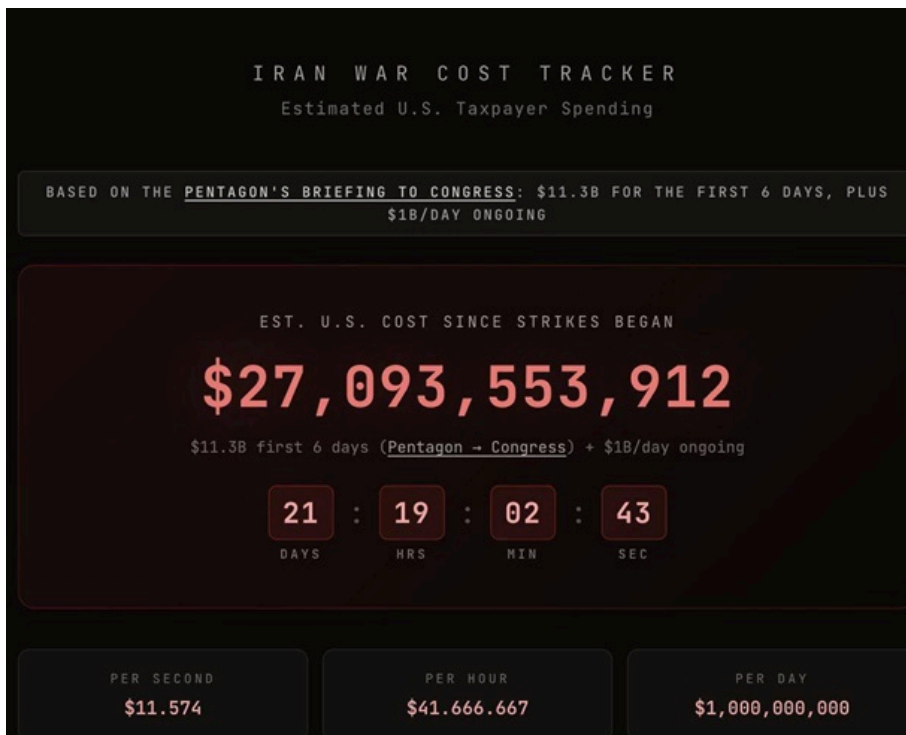 IRAN WAR COST TRACKER
Estimated U.S. Taxpayer Spending
BASED ON THE PENTAGON'S BRIEFING TO CONGRESS: $11.3B FOR THE FIRST 6 DAYS, PLUS
$1B/DAY ONGOING
EST. U.S. COST SINCE STRIKES BEGAN
$27,093,553,912
$11.3B first 6 days (Pentagon → Congress) + $1B/day ongoing
21 : 19 : 02 : 43
DAYS HRS MIN SEC
PER SECOND PER HOUR PER DAY
$11.574 $41.666.667 $1,000,000,000